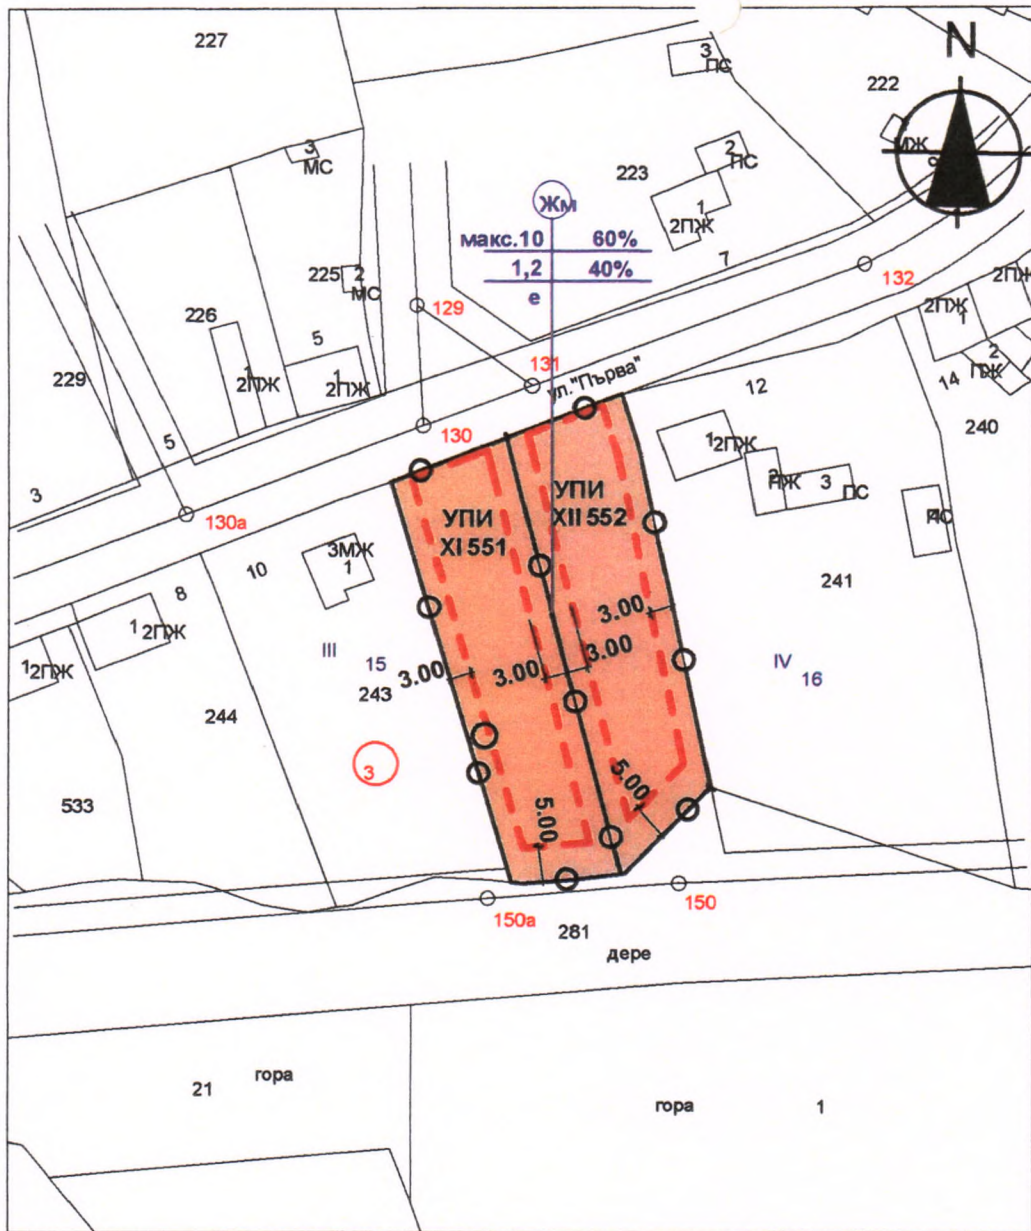 227
N
3
ПС
222
МЖ
3
МС
2
ПС
223
Жм
1
2ПЖ
макс.10 60%
1,2 40%
е
7
132
225
2
МС
129
226
5
2ПЖ
2ПЖ
1
229
1
2ПЖ
1
2ПЖ
131
ул."Първа"
2
ПЖ
12
14
240
5
130
3
130а
1
2ПЖ
2
ПЖ
3
ПС
УПИ
XI 551
УПИ
XII 552
3МЖ
1
10
8
241
1
2ПЖ
1
2ПЖ
3.00
3.00
3.00
3.00
III
15
243
IV
16
244
3
533
5.00
5.00
150а
150
281
дере
21
гора
гора
1